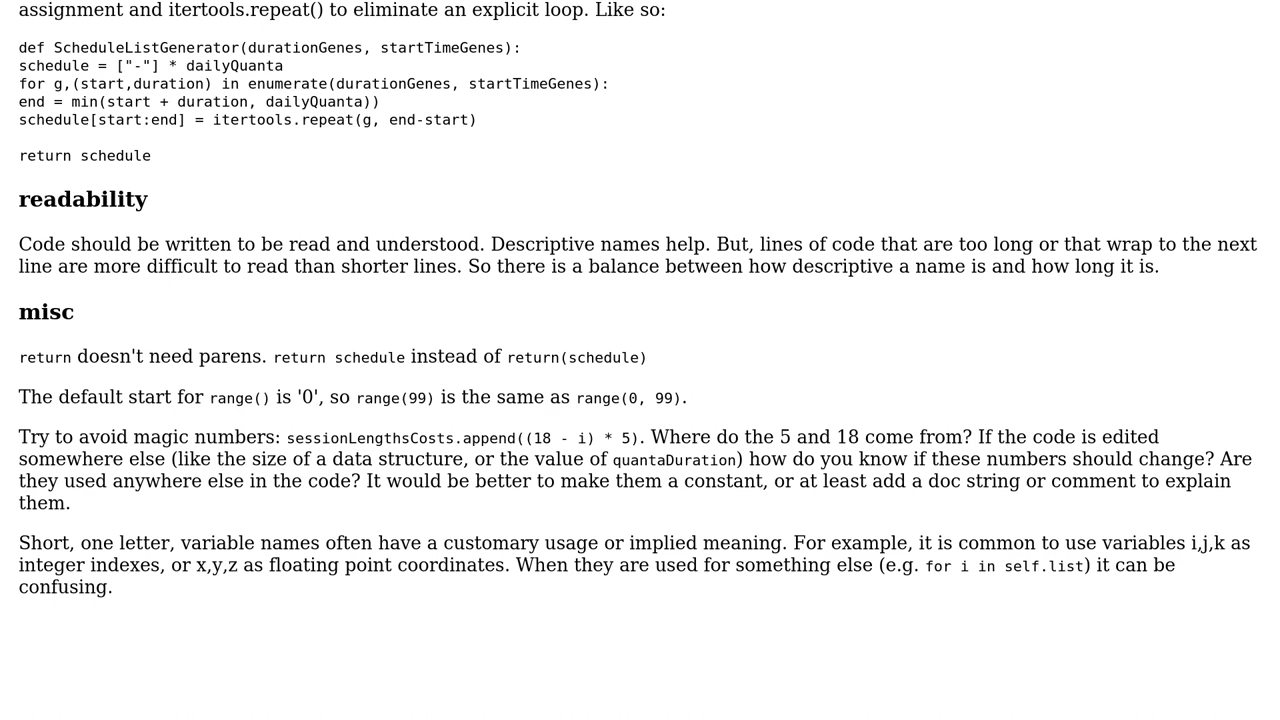 assignment and itertools.repeat() to eliminate an explicit loop. Like so:
def ScheduleListGenerator(durationGenes, startTimeGenes):
schedule = ["-"] * dailyQuanta
for g,(start,duration) in enumerate(durationGenes, startTimeGenes):
end = min(start + duration, dailyQuanta))
schedule[start:end] = itertools.repeat(g, end-start)
return schedule
readability
Code should be written to be read and understood. Descriptive names help. But, lines of code that are too long or that wrap to the next
line are more difficult to read than shorter lines. So there is a balance between how descriptive a name is and how long it is.
misc
return doesn't need parens. return schedule instead of return(schedule)
The default start for range() is '0', so range(99) is the same as range(0, 99).
Try to avoid magic numbers: sessionLengthsCosts.append((18 - i) * 5). Where do the 5 and 18 come from? If the code is edited
somewhere else (like the size of a data structure, or the value of quantaDuration) how do you know if these numbers should change? Are
they used anywhere else in the code? It would be better to make them a constant, or at least add a doc string or comment to explain
them.
Short, one letter, variable names often have a customary usage or implied meaning. For example, it is common to use variables i,j,k as
integer indexes, or x,y,z as floating point coordinates. When they are used for something else (e.g. for i in self.list) it can be
confusing.